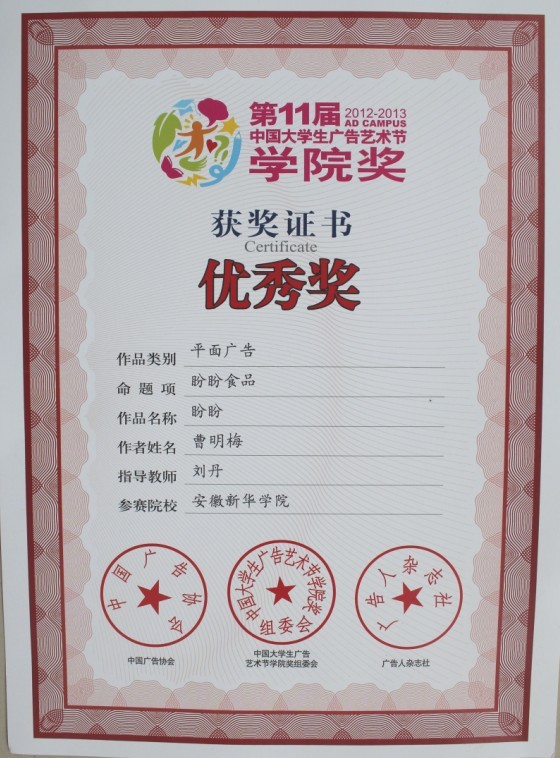 第11届 2012-2013
AD CAMPUS
中国大学生广告艺术节
学院奖
获奖证书
Certificate
优秀奖
作品类别 平面广告
命题项 盼盼食品
作品名称 盼盼
作者姓名 曹明梅
指导教师 刘丹
参赛院校 安徽新华学院
中国广告协会
中国大学生广告艺术节学院奖
组委会
广告人杂志社
中国广告协会
中国大学生广告
艺术节学院奖组委会
广告人杂志社